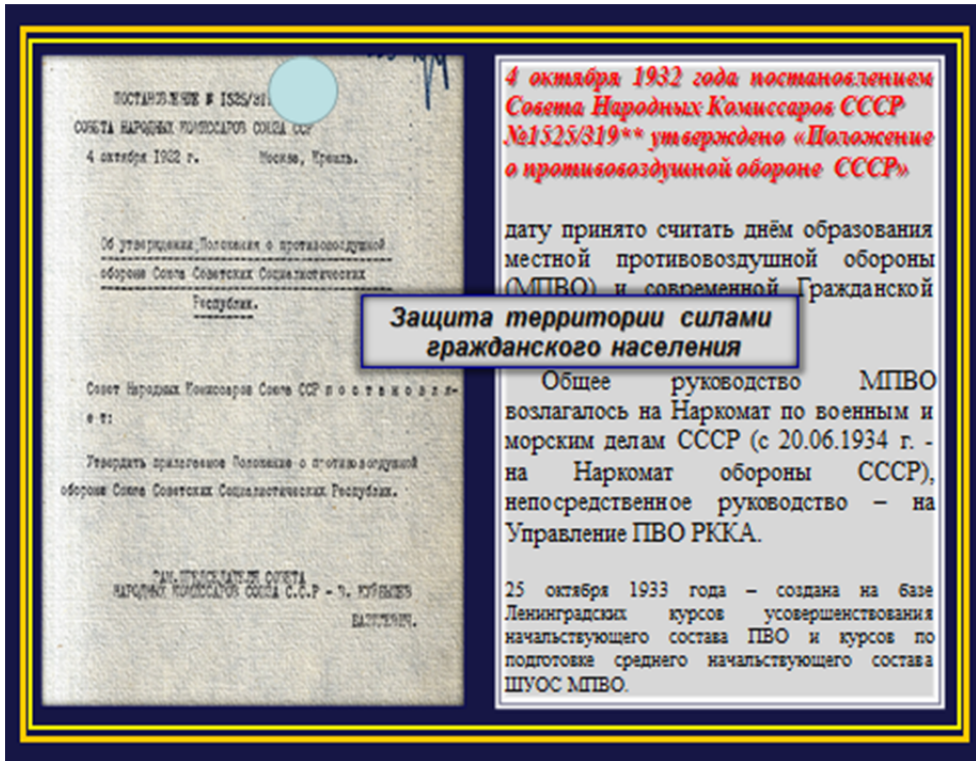 ПОСТАНОВЛЕНИЕ № 1525/31
СОВЕТА НАРОДНЫХ КОМИССАРОВ СОЮЗА ССР
4 октября 1932 г. Москва, Кремль.
Об утверждении Положения о противовоздушной
обороне Союза Советских Социалистических
Республик.
Совет Народных Комиссаров Союза ССР п о с т а н о в л я-
е т:
Утвердить прилагаемое Положение о противовоздушной
обороне Союза Советских Социалистических Республик.
ЗАМ.ПРЕДСЕДАТЕЛЯ СОВЕТА
НАРОДНЫХ КОМИССАРОВ СОЮЗА С.С.Р - В. КУЙБЫШЕВ
4 октября 1932 года постановлением
Совета Народных Комиссаров СССР
№1525/319** утверждено «Положение
о противовоздушной обороне СССР»
дату принято считать днём образования
местной противовоздушной обороны
(МПВО) и современной Гражданской
Защита территории силами
гражданского населения
Общее руководство МПВО
возлагалось на Наркомат по военным и
морским делам СССР (с 20.06.1934 г. -
на Наркомат обороны СССР),
непосредственное руководство – на
Управление ПВО РККА.
25 октября 1933 года – создана на базе
Ленинградских курсов усовершенствования
начальствующего состава ПВО и курсов по
подготовке среднего начальствующего состава
ШУОС МПВО.